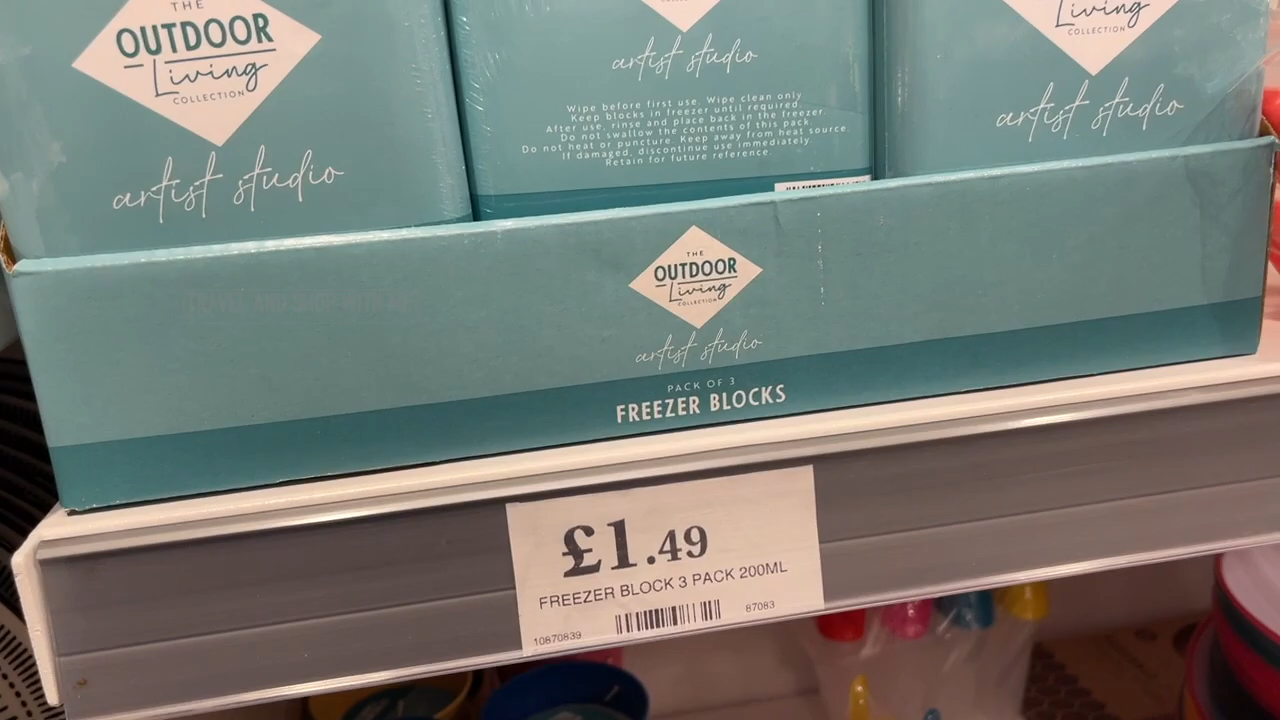 THE
OUTDOOR
Living
COLLECTION
artist studio
artist studio
Wipe before first use. Wipe clean only
Keep blocks in freezer until required.
After use, rinse and place back in the freezer.
Do not swallow the contents of this pack.
Do not heat or puncture. Keep away from heat source.
If damaged, discontinue use immediately.
Retain for future reference.
Living
COLLECTION
artist studio
THE
OUTDOOR
Living
COLLECTION
artist studio
PACK OF 3
FREEZER BLOCKS
£1.49
FREEZER BLOCK 3 PACK 200ML
10870839
87083